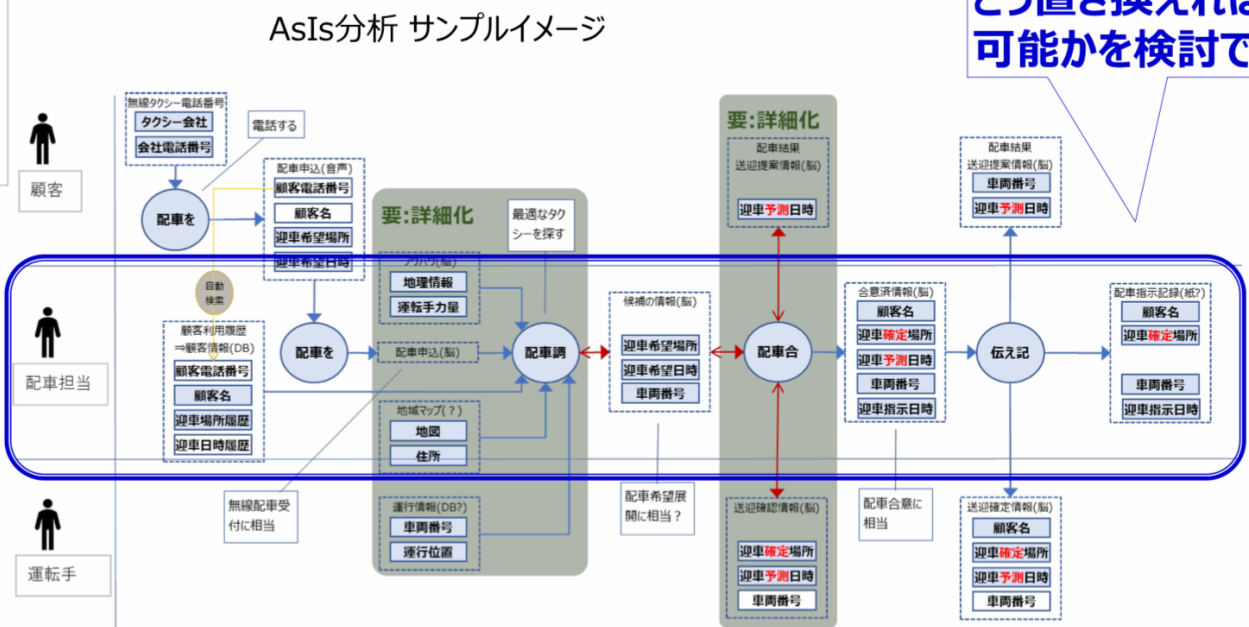 AsIs分析 サンプルイメージ
可能かを検討で
無線タクシー電話番号
タクシー会社
会社電話番号
電話する
顧客
配車を
配車申込(音声)
顧客電話番号
顧客名
迎車希望場所
迎車希望日時
要:詳細化
最適なタク
シーを探す
要:詳細化
配車結果
送迎提案情報(脳)
迎車予測日時
配車結果
送迎提案情報(脳)
車両番号
迎車予測日時
自動
検索
配車担当
顧客利用履歴
⇒顧客情報(DB)
顧客電話番号
顧客名
迎車場所履歴
迎車日時履歴
配車を
ノウハウ(脳)
地理情報
運転手力量
配車申込(脳)
地域マップ(?)
地図
住所
配車調
候補の情報(脳)
迎車希望場所
迎車希望日時
車両番号
配車合
合意済情報(脳)
顧客名
迎車確定場所
迎車予測日時
車両番号
迎車指示日時
伝え記
配車指示記録(紙?)
顧客名
迎車確定場所
車両番号
迎車指示日時
運転手
無線配車受
付に相当
運行情報(DB?)
車両番号
運行位置
配車希望展
開に相当？
送迎確認情報(脳)
迎車確定場所
迎車予測日時
車両番号
配車合意に
相当
送迎確定情報(脳)
顧客名
迎車確定場所
迎車予測日時
車両番号